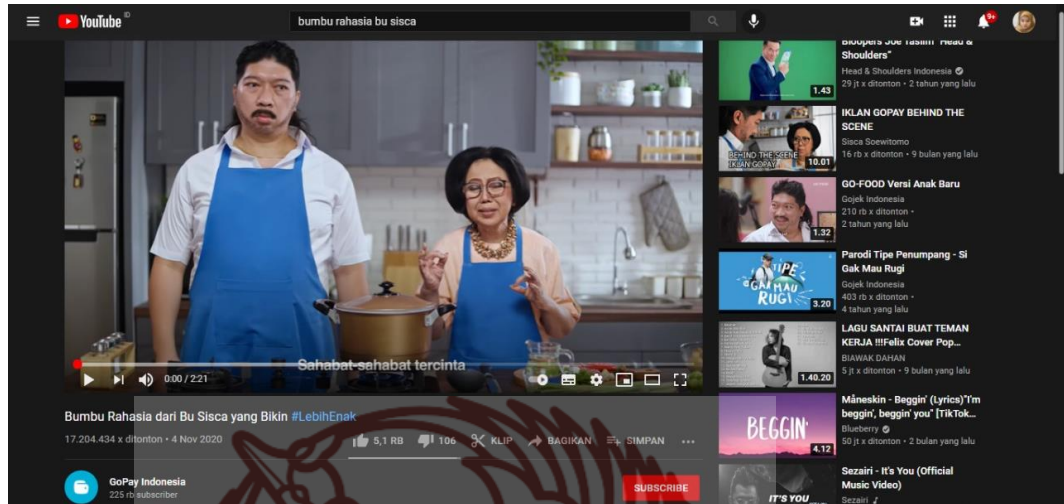 YouTube ID
bumbu rahasia bu sisca
9+
Sahabat-sahabat tercinta
0:00 / 2:21
Bumbu Rahasia dari Bu Sisca yang Bikin #LebihEnak
17.204.434 x ditonton • 4 Nov 2020
5,1 RB
106
KLIP
BAGIKAN
SIMPAN
GoPay Indonesia
225 rb subscriber
SUBSCRIBE
Bloopers Joe Taslim "Head &
Shoulders"
Head & Shoulders Indonesia
29 jt x ditonton • 2 tahun yang lalu
1.43
IKLAN GOPAY BEHIND THE
SCENE
Sisca Soewitomo
16 rb x ditonton • 9 bulan yang lalu
BEHIND THE SCENE
IKLAN GOPAY
10.01
GO-FOOD Versi Anak Baru
Gojek Indonesia
210 rb x ditonton •
2 tahun yang lalu
1.32
Parodi Tipe Penumpang - Si
Gak Mau Rugi
Gojek Indonesia
403 rb x ditonton •
4 tahun yang lalu
TIPE
GAK MAU
RUGI
3.20
LAGU SANTAI BUAT TEMAN
KERJA !!!Felix Cover Pop...
BIAWAK DAHAN
5 jt x ditonton • 9 bulan yang lalu
1.40.20
Måneskin - Beggin' (Lyrics)"I'm
beggin', beggin' you" [TikTok...
Blueberry
50 jt x ditonton • 2 bulan yang lalu
BEGGIN'
4.12
Sezairi - It's You (Official
Music Video)
Sezairi
IT'S YOU